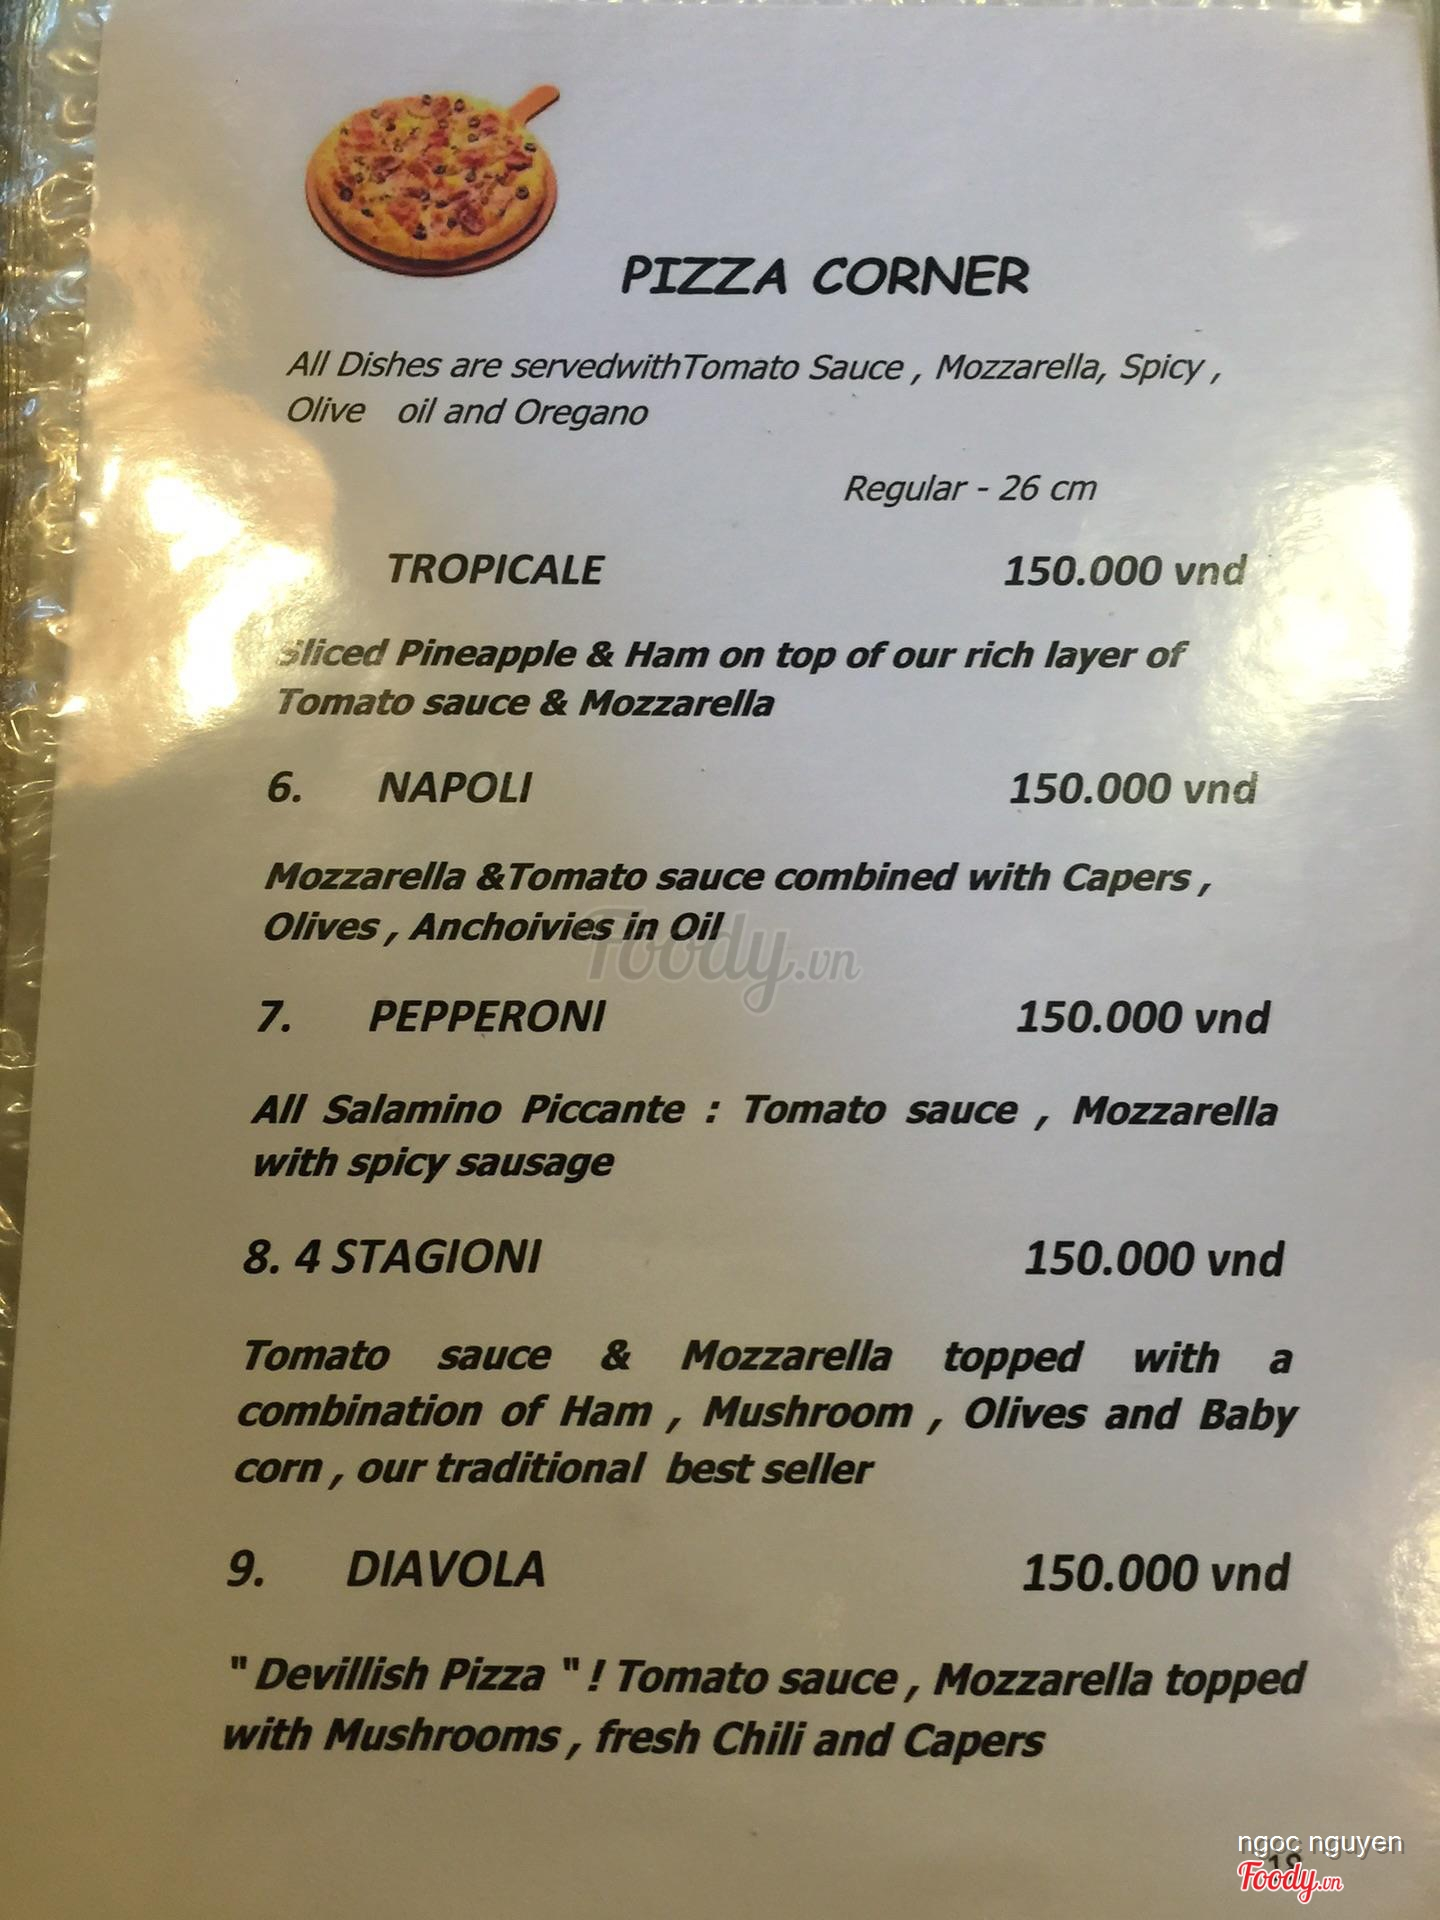 PIZZA CORNER
All Dishes are servedwithTomato Sauce , Mozzarella, Spicy ,
Olive oil and Oregano
Regular - 26 cm
TROPICALE 150.000 vnd
Sliced Pineapple & Ham on top of our rich layer of
Tomato sauce & Mozzarella
6. NAPOLI 150.000 vnd
Mozzarella &Tomato sauce combined with Capers ,
Olives , Anchoivies in Oil
Foody.vn
7. PEPPERONI 150.000 vnd
All Salamino Piccante : Tomato sauce , Mozzarella
with spicy sausage
8. 4 STAGIONI 150.000 vnd
Tomato sauce & Mozzarella topped with a
combination of Ham , Mushroom , Olives and Baby
corn , our traditional best seller
9. DIAVOLA 150.000 vnd
" Devillish Pizza " ! Tomato sauce , Mozzarella topped
with Mushrooms , fresh Chili and Capers
ngoc nguyen
Foody.vn